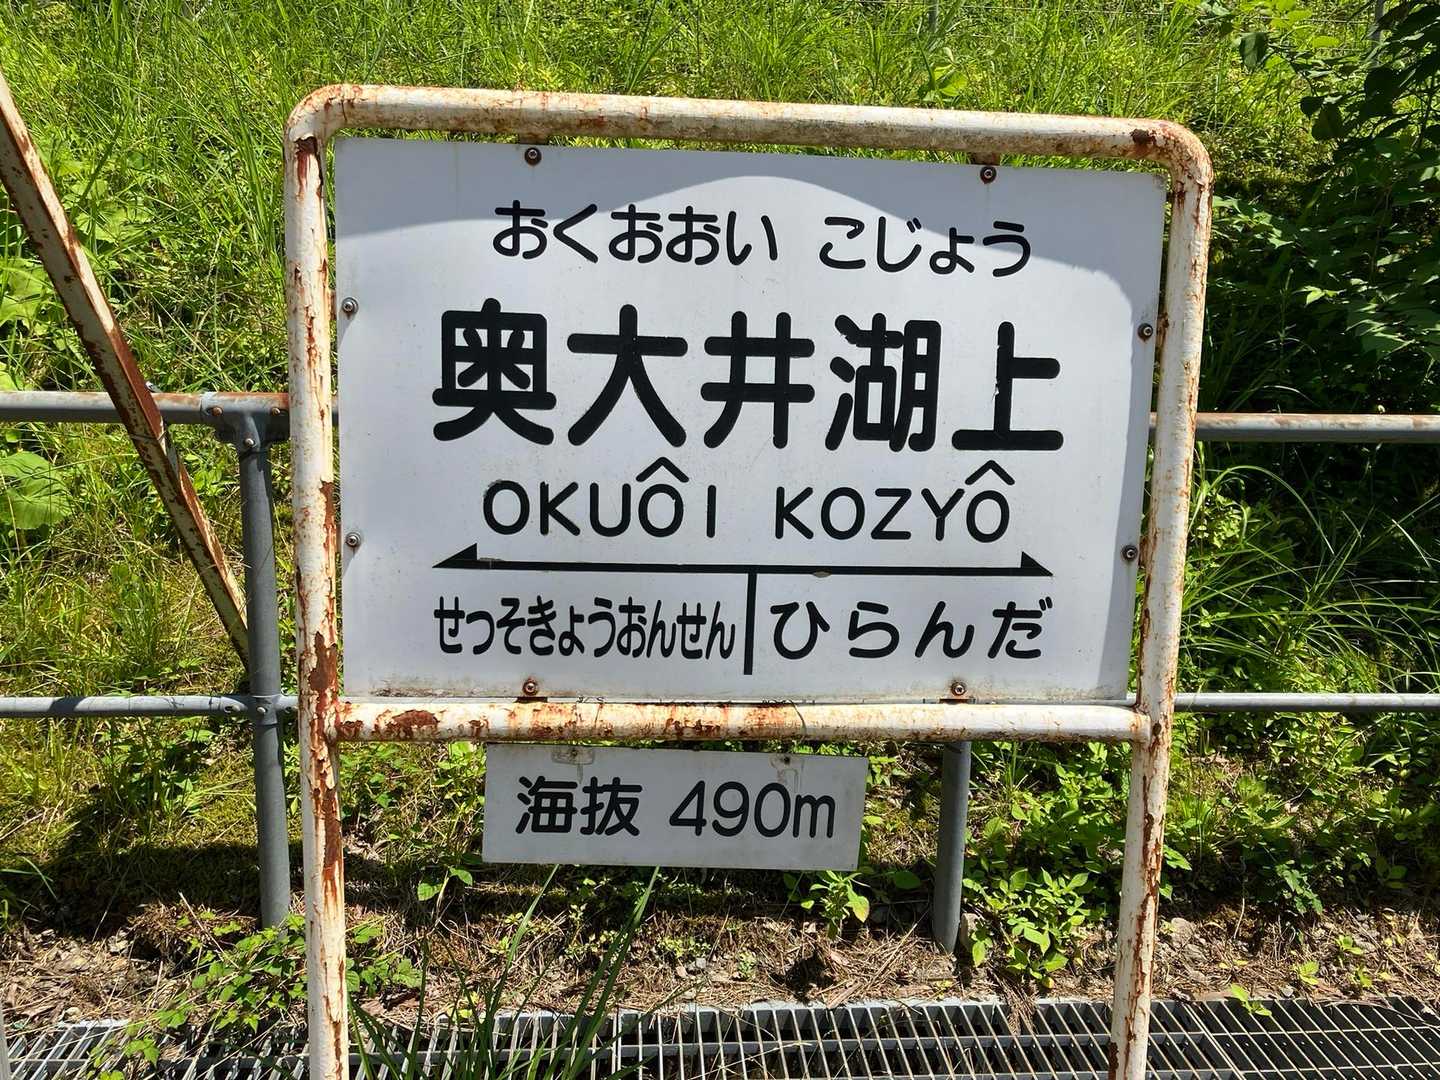 おくおおい こじょう
奥大井湖上
OKUÔI KOZYÔ
せっそきょうおんせん ひらんだ
海抜 490m